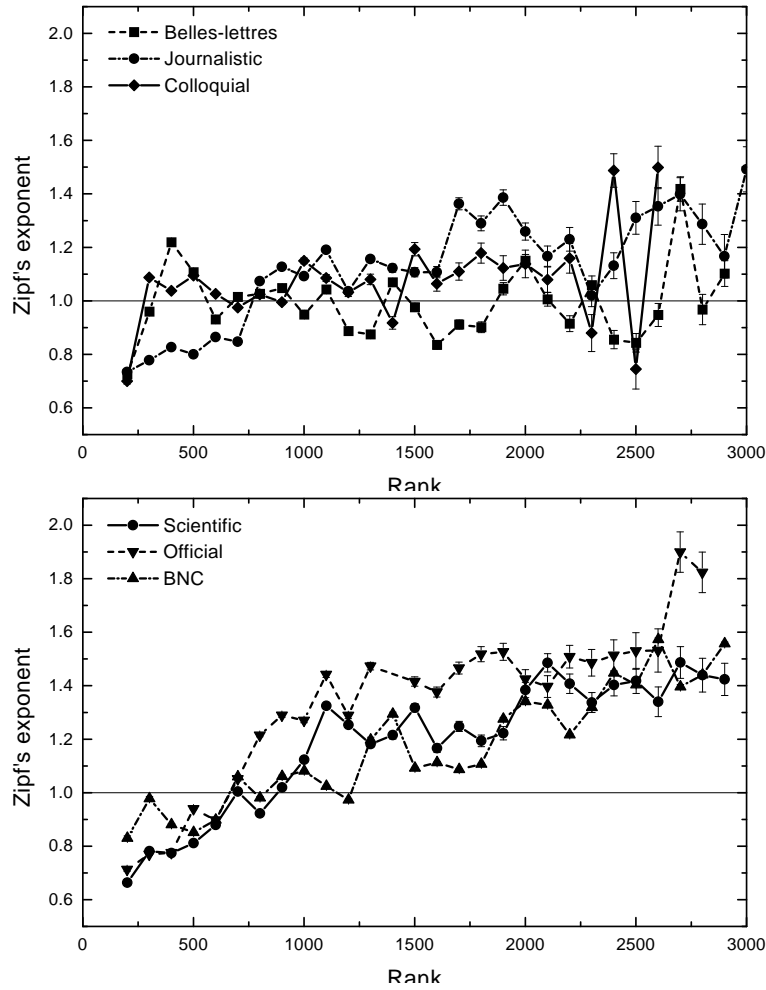 2.0
1.8
1.6
1.4
1.2
1.0
0.8
0.6
Zipf's exponent
Belles-lettres
Journalistic
Colloquial
0 500 1000 1500 2000 2500 3000
Rank
2.0
1.8
1.6
1.4
1.2
1.0
0.8
0.6
Zipf's exponent
Scientific
Official
BNC
0 500 1000 1500 2000 2500 3000
Rank